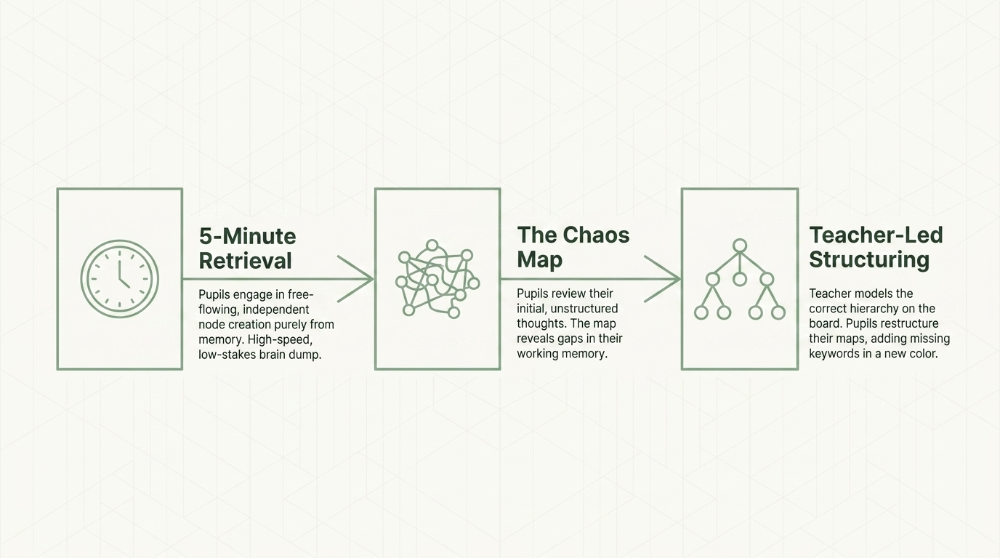 5-Minute
Retrieval
Pupils engage in free-
flowing, independent
node creation purely from
memory. High-speed,
low-stakes brain dump.
The Chaos
Map
Pupils review their
initial, unstructured
thoughts. The map
reveals gaps in their
working memory.
Teacher-Led
Structuring
Teacher models the
correct hierarchy on the
board. Pupils restructure
their maps, adding missing
keywords in a new color.